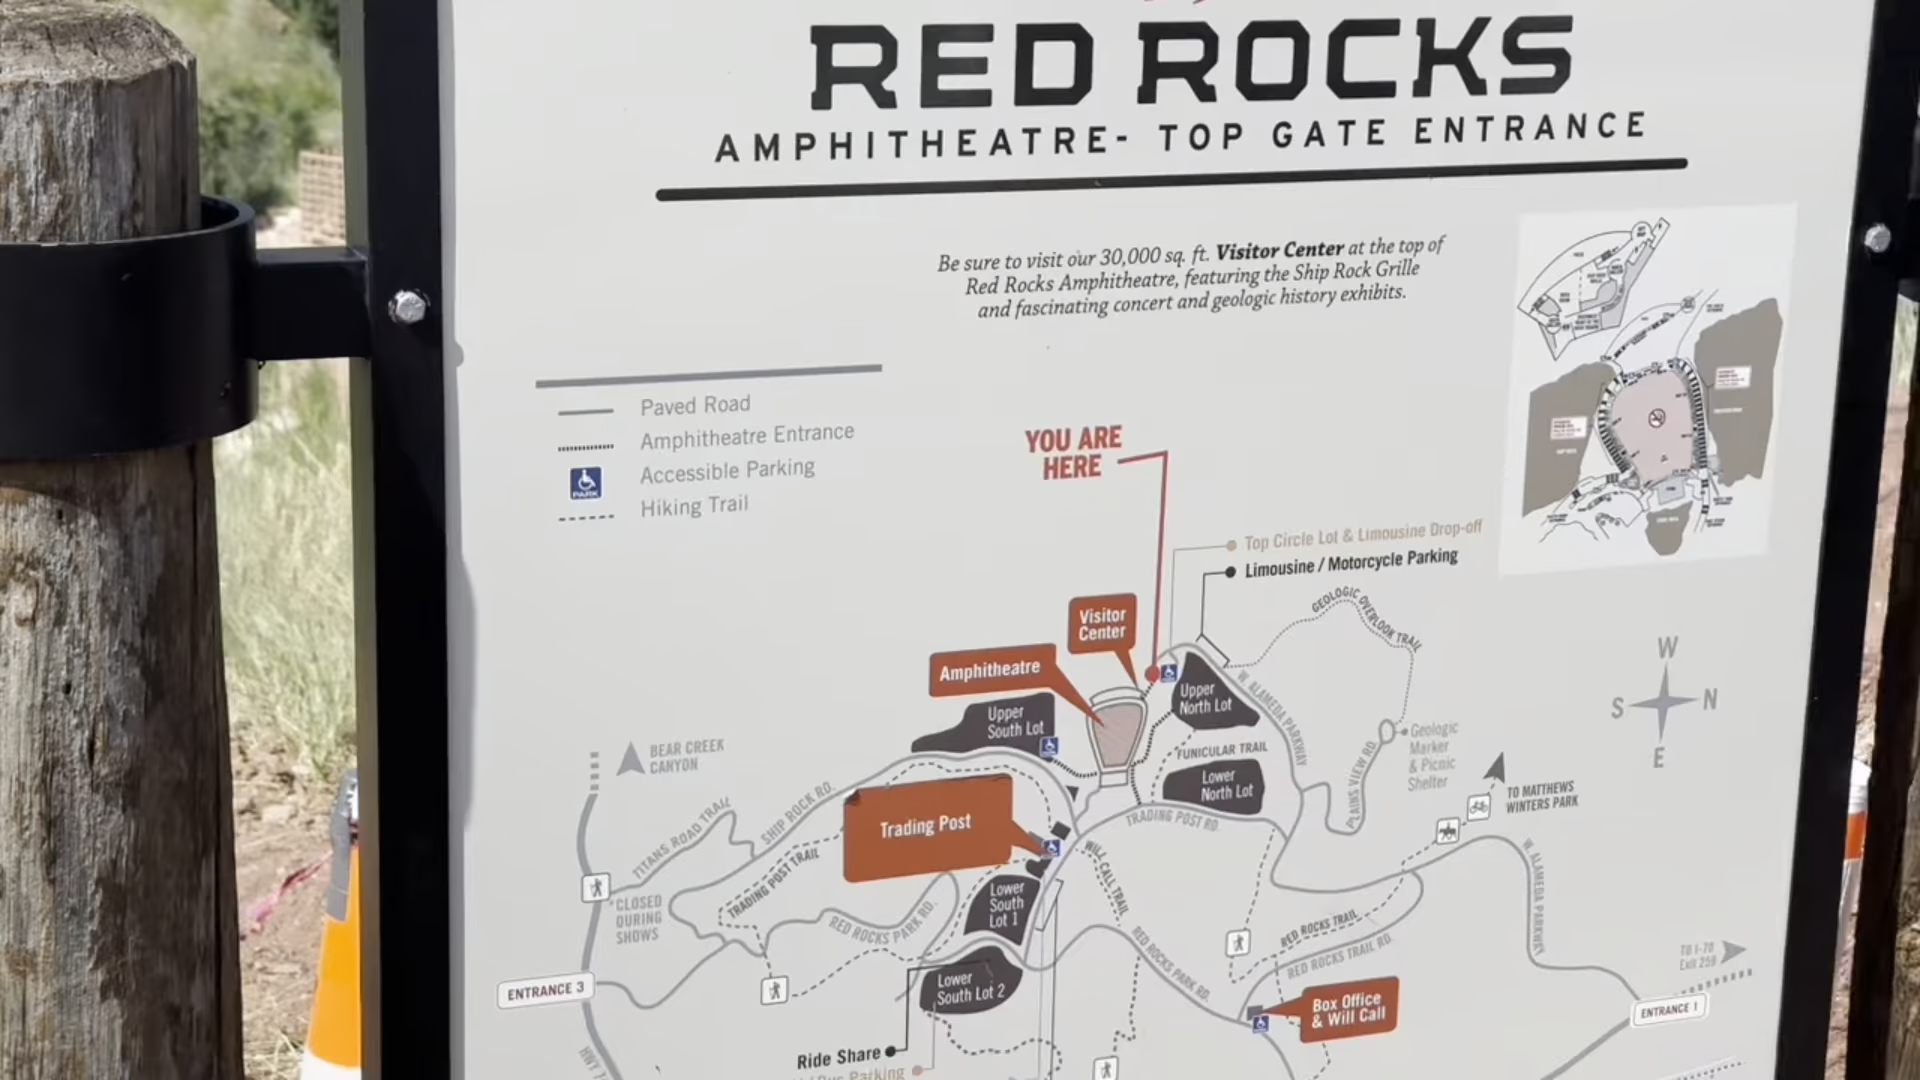 RED ROCKS
AMPHITHEATRE- TOP GATE ENTRANCE
Be sure to visit our 30,000 sq. ft. Visitor Center at the top of
Red Rocks Amphitheatre, featuring the Ship Rock Grille
and fascinating concert and geologic history exhibits.
Paved Road
Amphitheatre Entrance
PARK
Accessible Parking
Hiking Trail
YOU ARE
HERE
Top Circle Lot & Limousine Drop-off
Limousine / Motorcycle Parking
GEOLOGIC OVERLOOK TRAIL
Visitor
Center
Amphitheatre
Upper
North Lot
Upper
South Lot
W. ALAMEDA PARKWAY
W
S
N
E
BEAR CREEK
CANYON
FUNICULAR TRAIL
Lower
North Lot
Geologic
Marker
& Picnic
Shelter
PLAINS VIEW RD.
TO MATTHEWS
WINTERS PARK
TITANS ROAD TRAIL
SHIP ROCK RD.
Trading Post
TRADING POST RD.
TRADING POST TRAIL
WILL CALL TRAIL
W. ALAMEDA PARKWAY
*CLOSED
DURING
SHOWS
RED ROCKS PARK RD.
Lower
South
Lot 1
RED ROCKS PARK RD.
RED ROCKS TRAIL
RED ROCKS TRAIL RD.
TO I-70
Exit 259
ENTRANCE 3
Lower
South Lot 2
Box Office
& Will Call
ENTRANCE 1
Ride Share
Parking
HWY